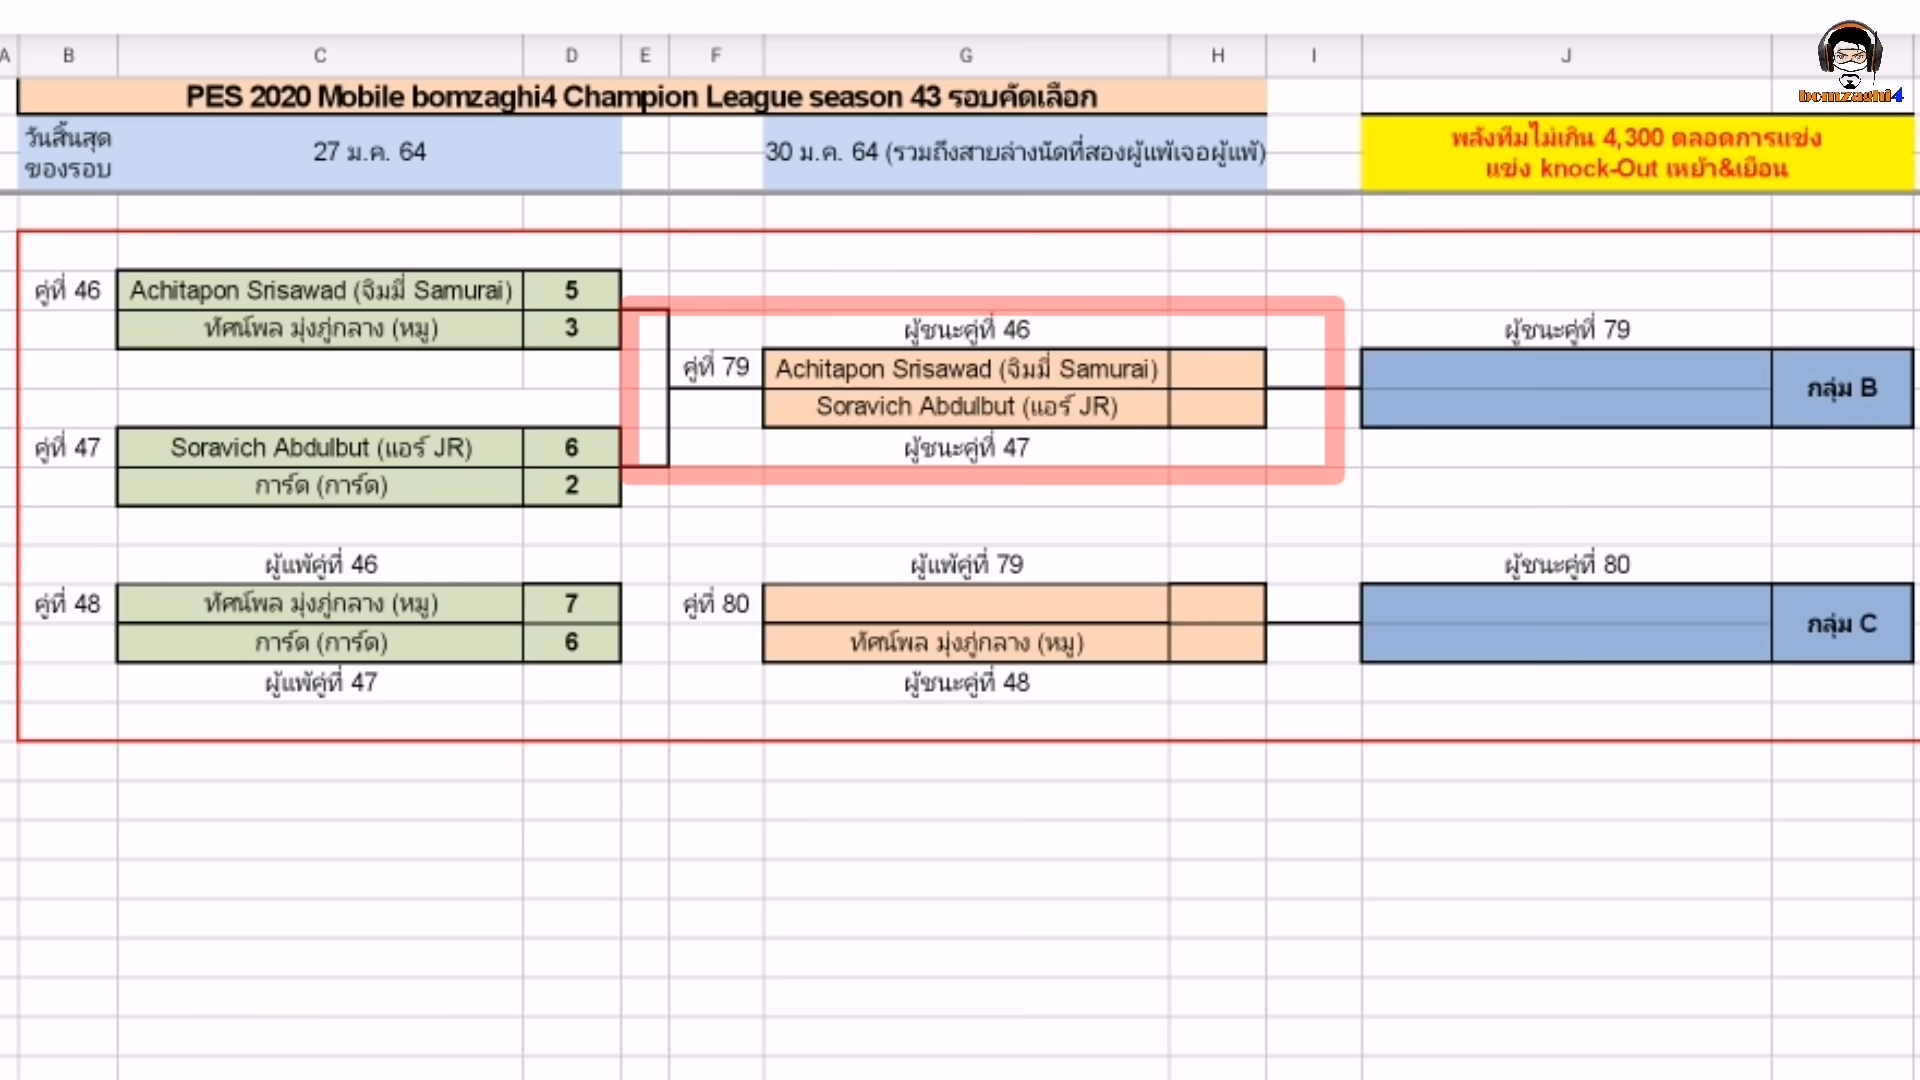 A B C D E F G H I J
bomzaghi4
PES 2020 Mobile bomzaghi4 Champion League season 43 รอบคัดเลือก
วันสิ้นสุด
ของรอบ
27 ม.ค. 64
30 ม.ค. 64 (รวมถึงสายล่างนัดที่สองผู้แพ้เจอผู้แพ้)
พลังทีมไม่เกิน 4,300 ตลอดการแข่ง
แข่ง knock-Out เหย้า&เยือน
คู่ที่ 46
Achitapon Srisawad (จิมมี่ Samurai) 5
ทัศน์พล มุ่งภู่กลาง (หมู) 3
คู่ที่ 47
Soravich Abdulbut (แอร์ JR) 6
การ์ด (การ์ด) 2
ผู้ชนะคู่ที่ 46
คู่ที่ 79
Achitapon Srisawad (จิมมี่ Samurai)
Soravich Abdulbut (แอร์ JR)
ผู้ชนะคู่ที่ 47
ผู้ชนะคู่ที่ 79
กลุ่ม B
ผู้แพ้คู่ที่ 46
คู่ที่ 48
ทัศน์พล มุ่งภู่กลาง (หมู) 7
การ์ด (การ์ด) 6
ผู้แพ้คู่ที่ 47
ผู้แพ้คู่ที่ 79
คู่ที่ 80
ทัศน์พล มุ่งภู่กลาง (หมู)
ผู้ชนะคู่ที่ 48
ผู้ชนะคู่ที่ 80
กลุ่ม C